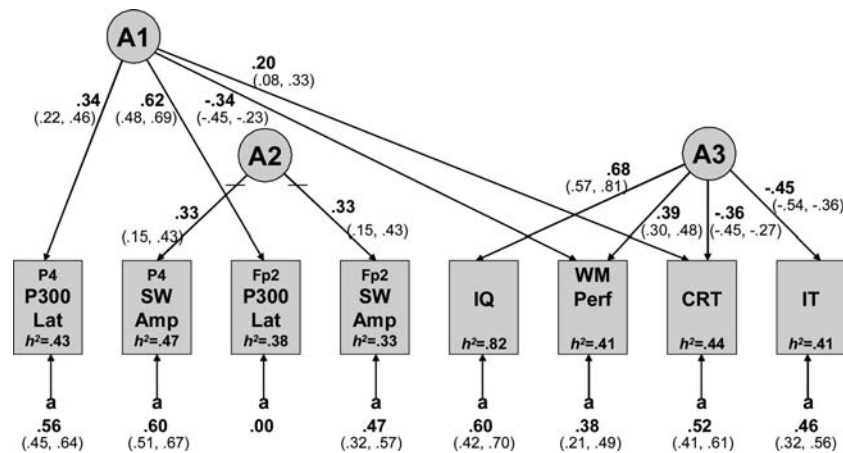 A1
.20
(.08, .33)
.34
(.22, .46)
.62
(.48, .69)
-.34
(-.45, -.23)
A2
A3
.68
(.57, .81)
-.45
(-.54, -.36)
.33
(.15, .43)
.33
(.15, .43)
.39
(.30, .48)
-.36
(-.45, -.27)
P4
P300
Lat
h²=.43
P4
SW
Amp
h²=.47
Fp2
P300
Lat
h²=.38
Fp2
SW
Amp
h²=.33
IQ
h²=.82
WM
Perf
h²=.41
CRT
h²=.44
IT
h²=.41
a a a a a a a a
.56 .60 .00 .47 .60 .38 .52 .46
(.45, .64) (.51, .67) (.32, .57) (.42, .70) (.21, .49) (.41, .61) (.32, .56)